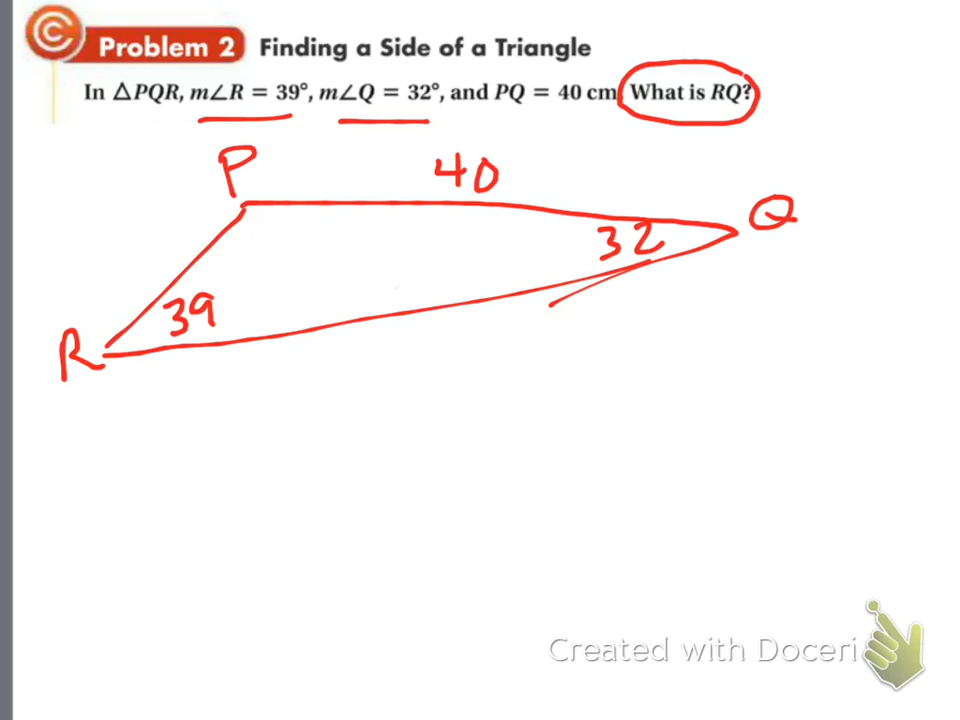 Problem 2 Finding a Side of a Triangle
In △PQR, m∠R = 39°, m∠Q = 32°, and PQ = 40 cm. What is RQ?
P
40
Q
32
39
R
Created with Doceri